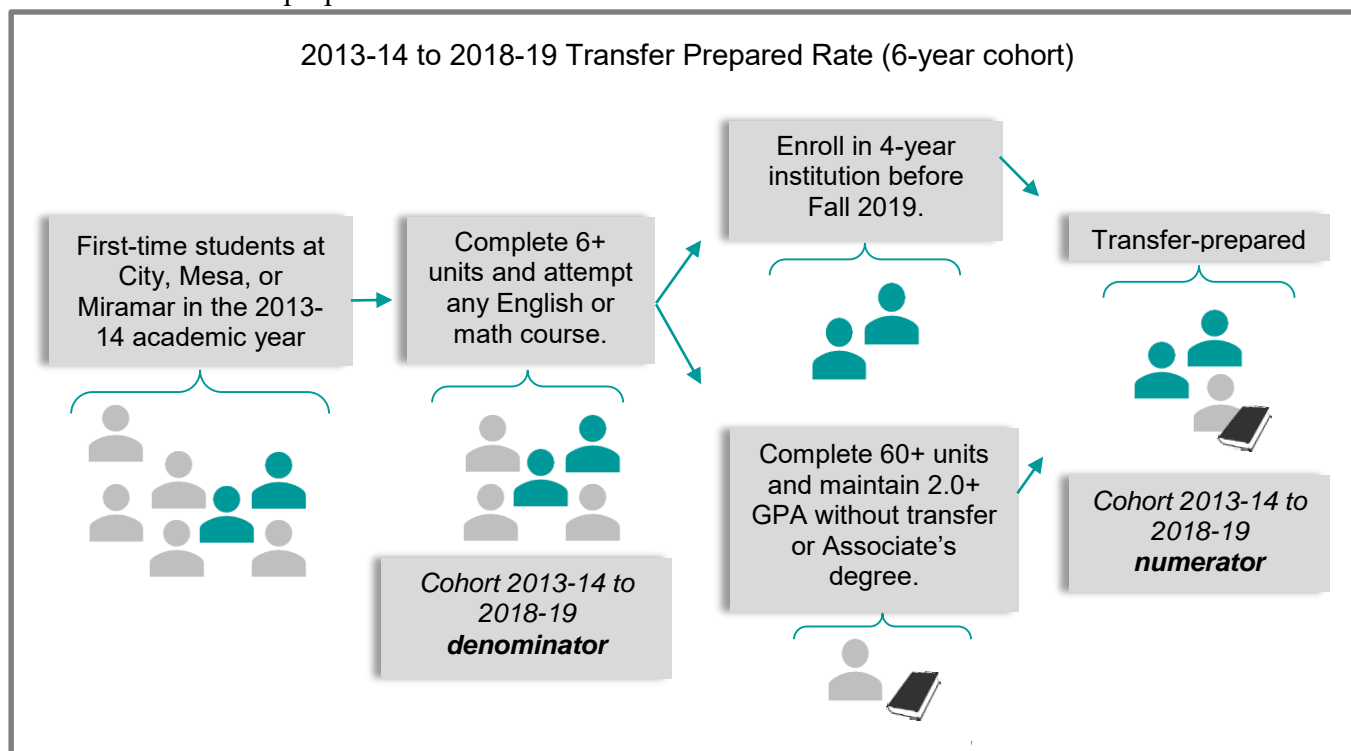 2013-14 to 2018-19 Transfer Prepared Rate (6-year cohort)
First-time students at
City, Mesa, or
Miramar in the 2013-
14 academic year
Complete 6+
units and attempt
any English or
math course.
Cohort 2013-14 to
2018-19
denominator
Enroll in 4-year
institution before
Fall 2019.
Complete 60+ units
and maintain 2.0+
GPA without transfer
or Associate’s
degree.
Transfer-prepared
Cohort 2013-14 to
2018-19
numerator